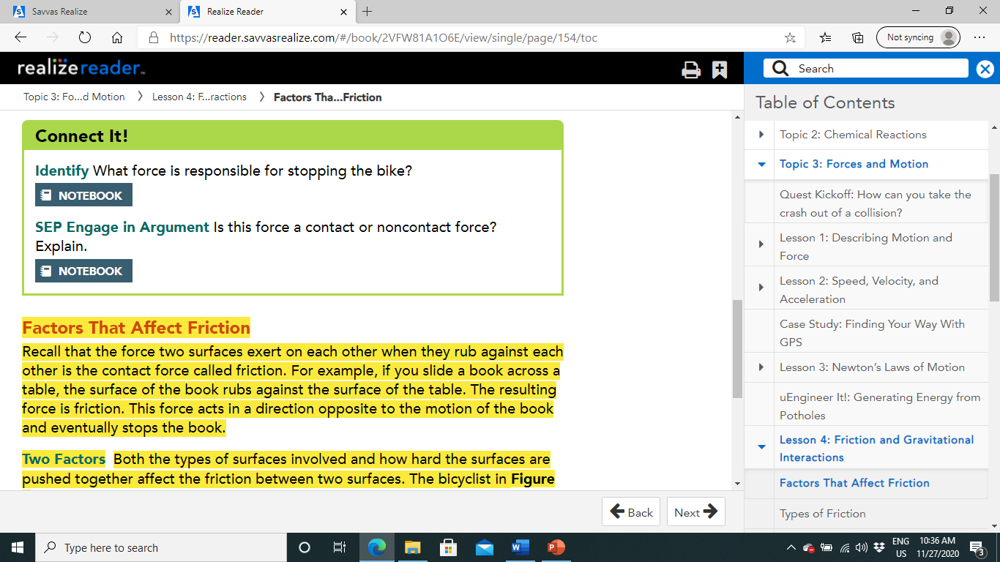 Savvas Realize
Realize Reader
https://reader.savvasrealize.com/#/book/2VFW81A1O6E/view/single/page/154/toc
Not syncing
realizereader™
Search
Topic 3: Fo...d Motion
Lesson 4: F...ractions
Factors Tha...Friction
Connect It!
Identify What force is responsible for stopping the bike?
NOTEBOOK
SEP Engage in Argument Is this force a contact or noncontact force?
Explain.
NOTEBOOK
Factors That Affect Friction
Recall that the force two surfaces exert on each other when they rub against each
other is the contact force called friction. For example, if you slide a book across a
table, the surface of the book rubs against the surface of the table. The resulting
force is friction. This force acts in a direction opposite to the motion of the book
and eventually stops the book.
Two Factors Both the types of surfaces involved and how hard the surfaces are
pushed together affect the friction between two surfaces. The bicyclist in Figure
Back
Next
Table of Contents
Topic 2: Chemical Reactions
Topic 3: Forces and Motion
Quest Kickoff: How can you take the
crash out of a collision?
Lesson 1: Describing Motion and
Force
Lesson 2: Speed, Velocity, and
Acceleration
Case Study: Finding Your Way With
GPS
Lesson 3: Newton's Laws of Motion
uEngineer It!: Generating Energy from
Potholes
Lesson 4: Friction and Gravitational
Interactions
Factors That Affect Friction
Types of Friction
Type here to search
ENG
US
10:36 AM
11/27/2020
3